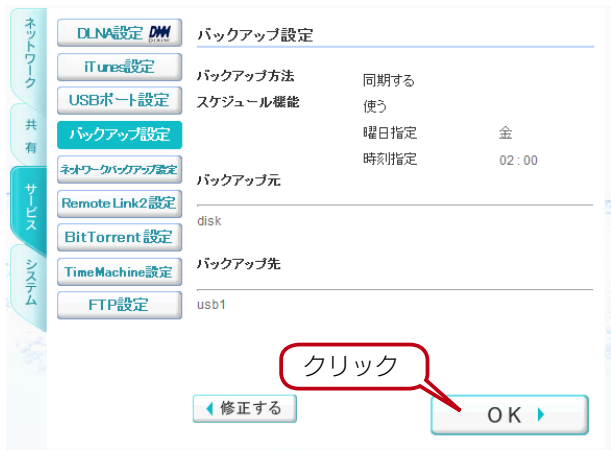 ネットワーク
共有
サービス
システム
DLNA設定 DiXiM
iTunes設定
USBポート設定
バックアップ設定
ネットワークバックアップ設定
Remote Link2設定
BitTorrent設定
TimeMachine設定
FTP設定
バックアップ設定
バックアップ方法 同期する
スケジュール機能 使う
曜日指定 金
時刻指定 02:00
バックアップ元
disk
バックアップ先
usb1
クリック
修正する
OK